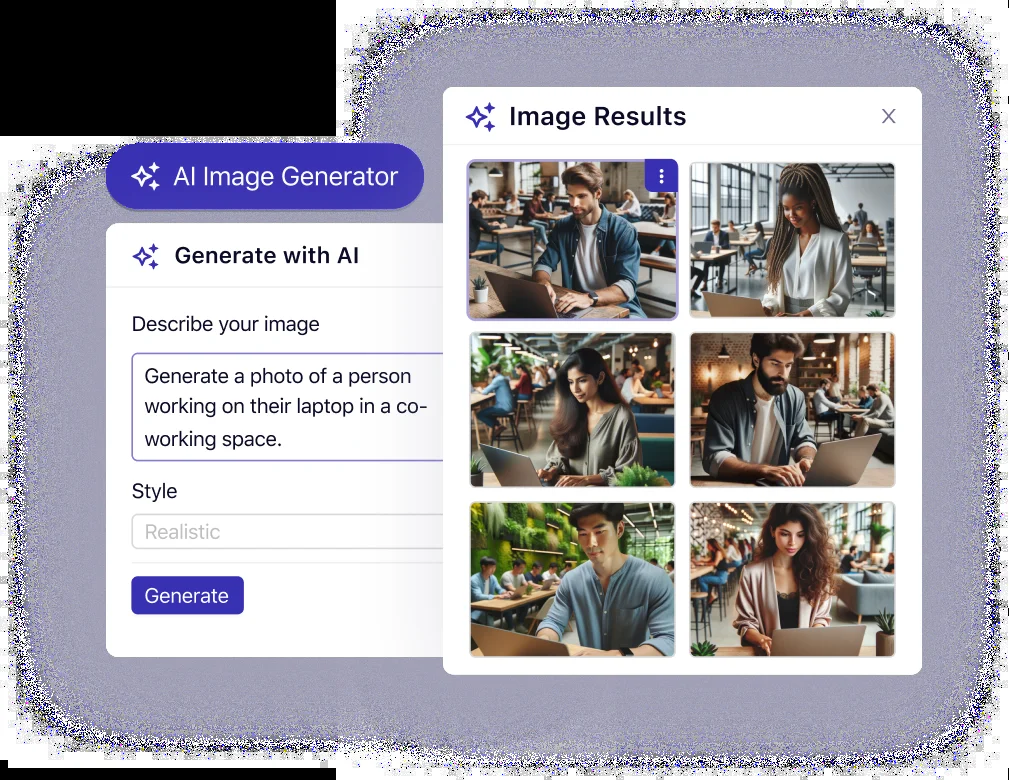 AI Image Generator
Generate with AI
Describe your image
Generate a photo of a person
working on their laptop in a co-
working space.
Style
Realistic
Generate
Image Results